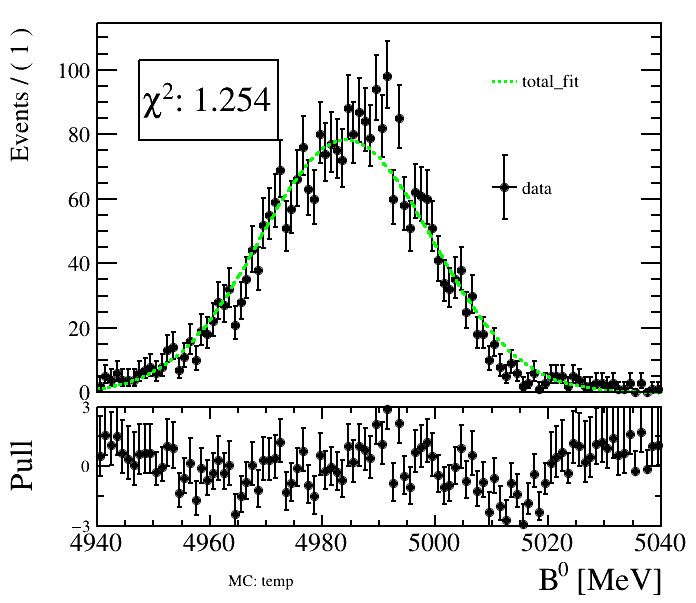 Events / ( 1 )
100
80
60
40
20
0
χ²: 1.254
total_fit
data
Pull
3
0
−3
4940 4960 4980 5000 5020 5040
MC: temp
B⁰ [MeV]